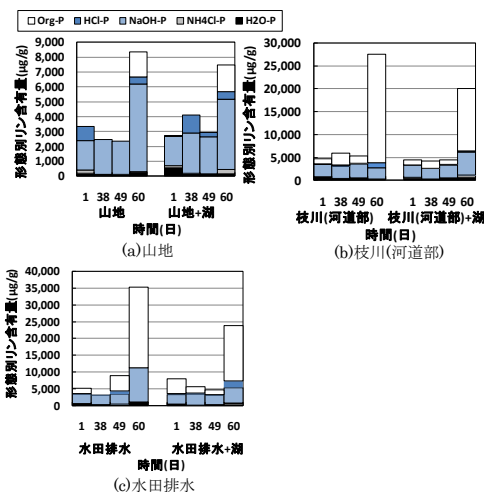 Org-P HCl-P NaOH-P NH4Cl-P H2O-P
形態別リン含有量(μg/g)
9,000
8,000
7,000
6,000
5,000
4,000
3,000
2,000
1,000
0
1 38 49 60 1 38 49 60
山地 山地+湖
時間(日)
(a)山地
形態別リン含有量(μg/g)
30,000
25,000
20,000
15,000
10,000
5,000
0
1 38 49 60 1 38 49 60
枝川(河道部) 枝川(河道部)+湖
時間(日)
(b)枝川(河道部)
形態別リン含有量(μg/g)
40,000
35,000
30,000
25,000
20,000
15,000
10,000
5,000
0
1 38 49 60 1 38 49 60
水田排水 水田排水+湖
時間(日)
(c)水田排水